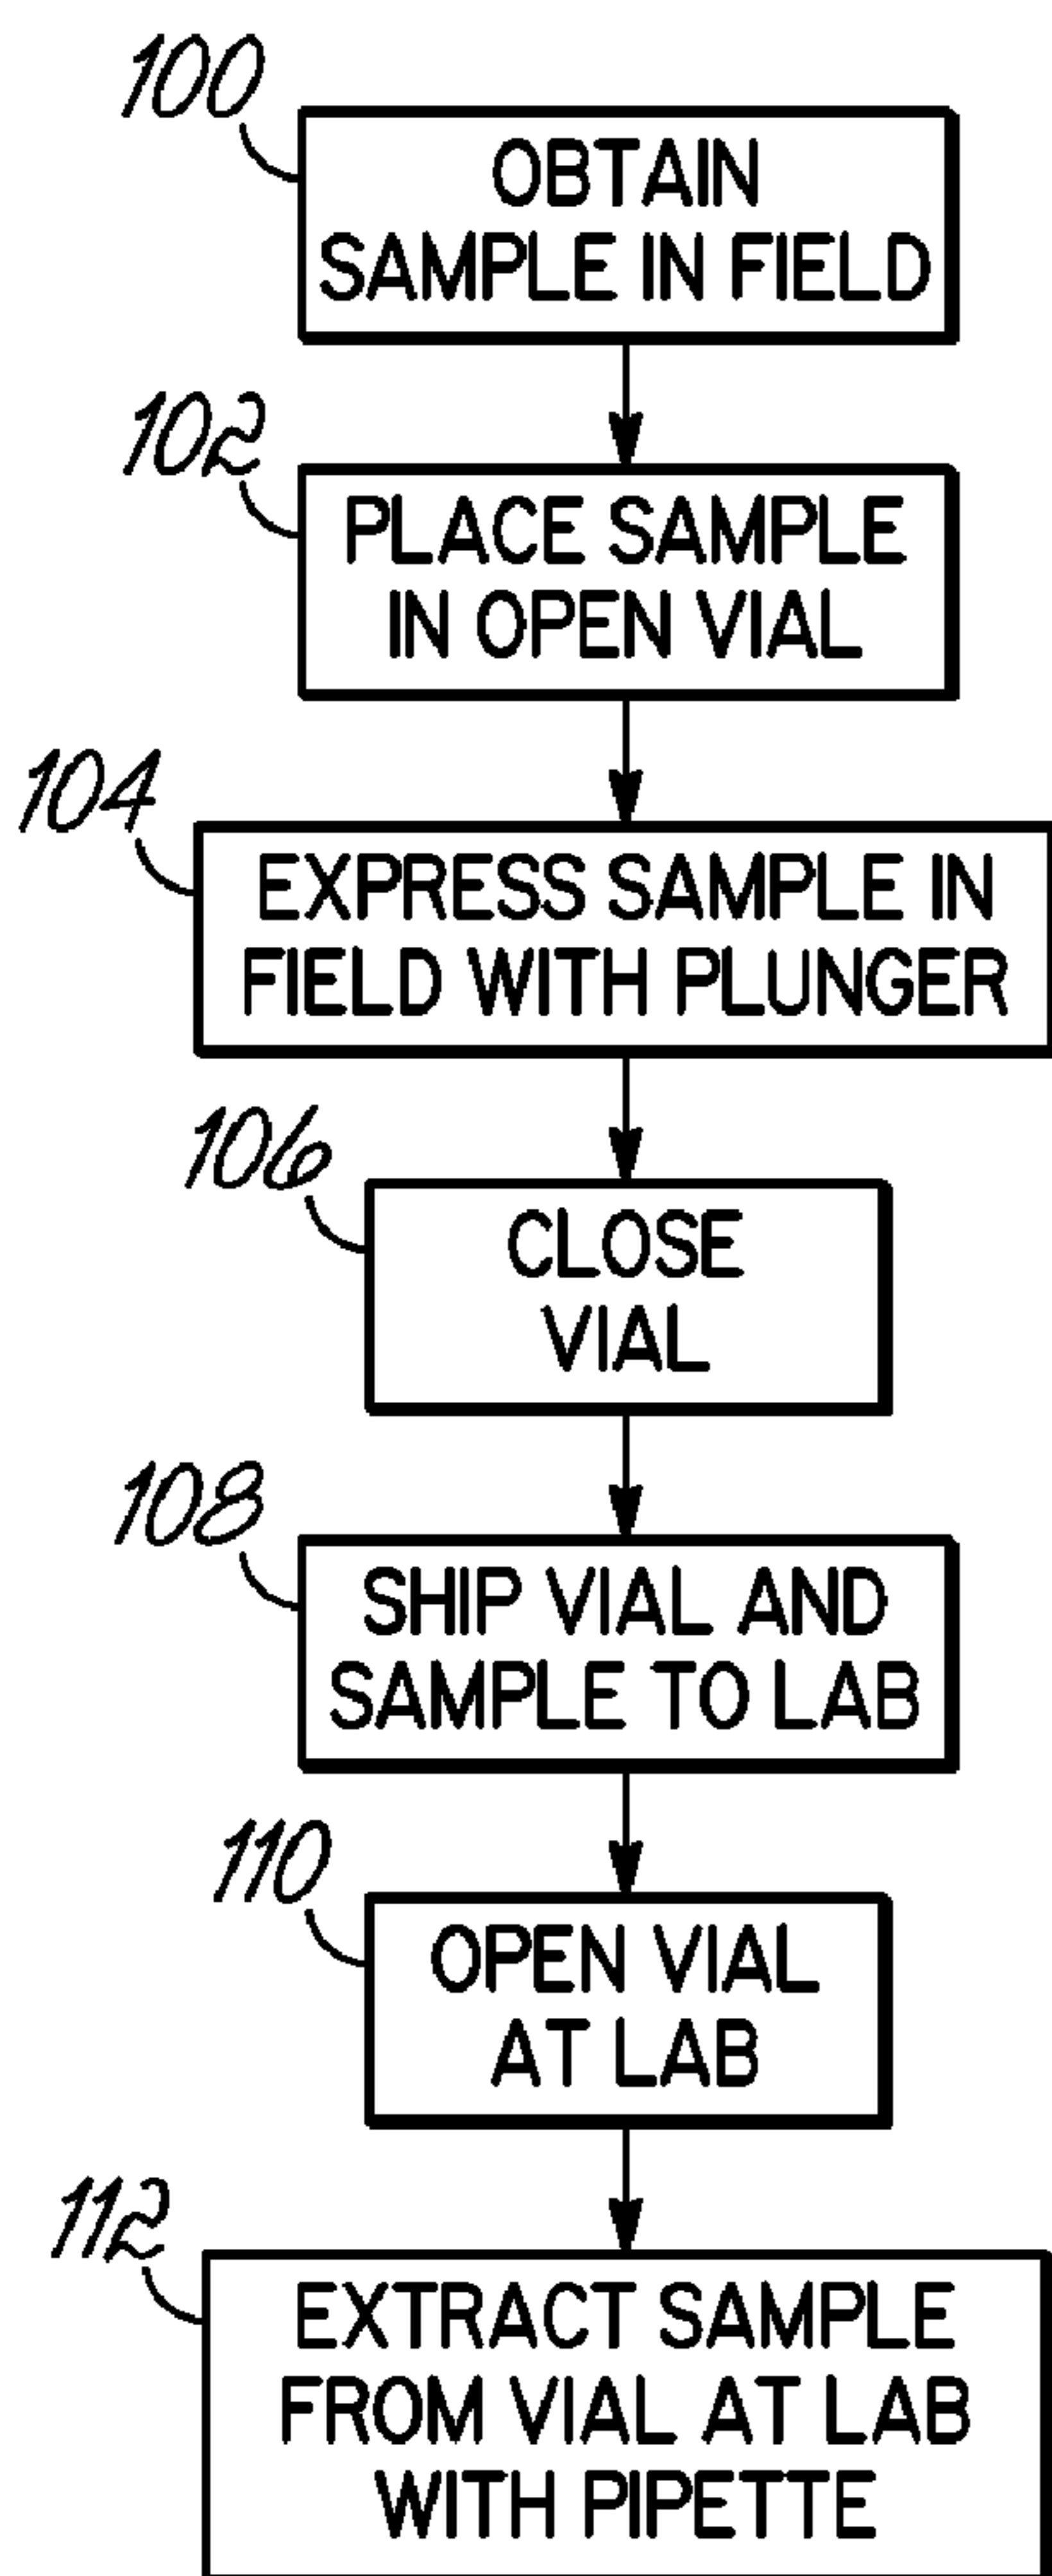 100
OBTAIN
SAMPLE IN FIELD
102
PLACE SAMPLE
IN OPEN VIAL
104
EXPRESS SAMPLE IN
FIELD WITH PLUNGER
106
CLOSE
VIAL
108
SHIP VIAL AND
SAMPLE TO LAB
110
OPEN VIAL
AT LAB
112
EXTRACT SAMPLE
FROM VIAL AT LAB
WITH PIPETTE